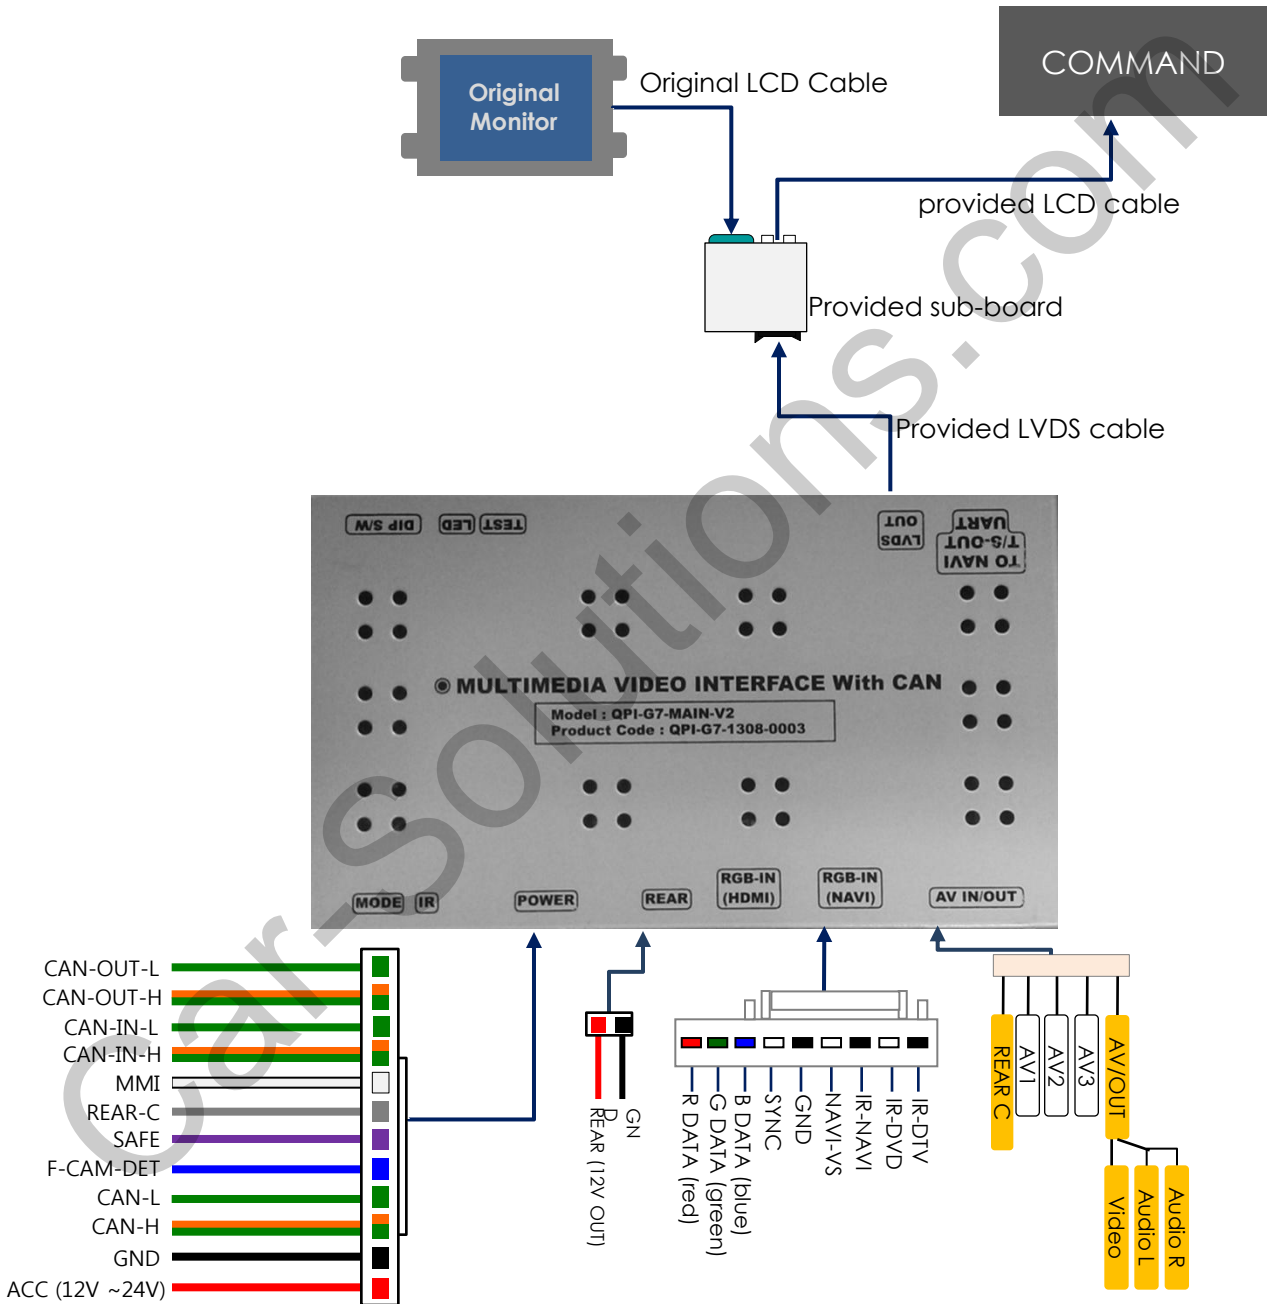 COMMAND
Original
Monitor
Original LCD Cable
provided LCD cable
Provided sub-board
Provided LVDS cable
DIP S/W
LED
TEST
LVDS
OUT
TO NAVI
T/S-OUT
UART
MULTIMEDIA VIDEO INTERFACE With CAN
Model : QPI-G7-MAIN-V2
Product Code : QPI-G7-1308-0003
MODE
IR
POWER
REAR
RGB-IN
(HDMI)
RGB-IN
(NAVI)
AV IN/OUT
CAN-OUT-L
CAN-OUT-H
CAN-IN-L
CAN-IN-H
MMI
REAR-C
SAFE
F-CAM-DET
CAN-L
CAN-H
GND
ACC (12V ~24V)
REAR (12V OUT)
GN
D
R DATA (red)
G DATA (green)
B DATA (blue)
SYNC
GND
NAVI-VS
IR-NAVI
IR-DVD
IR-DTV
REAR C
AV1
AV2
AV3
AV/OUT
Video
Audio L
Audio R
Car-Solutions.com